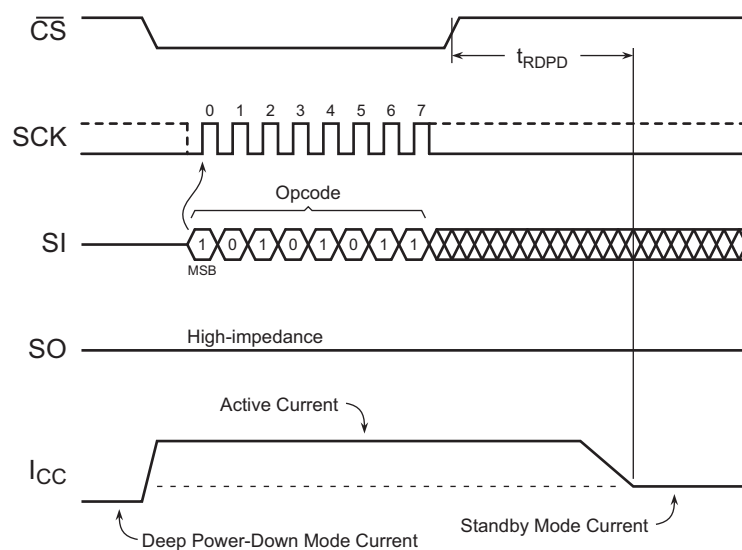 CS
tRDPD
0 1 2 3 4 5 6 7
SCK
Opcode
SI
1 0 1 0 1 0 1 1
MSB
High-impedance
SO
Active Current
ICC
Standby Mode Current
Deep Power-Down Mode Current